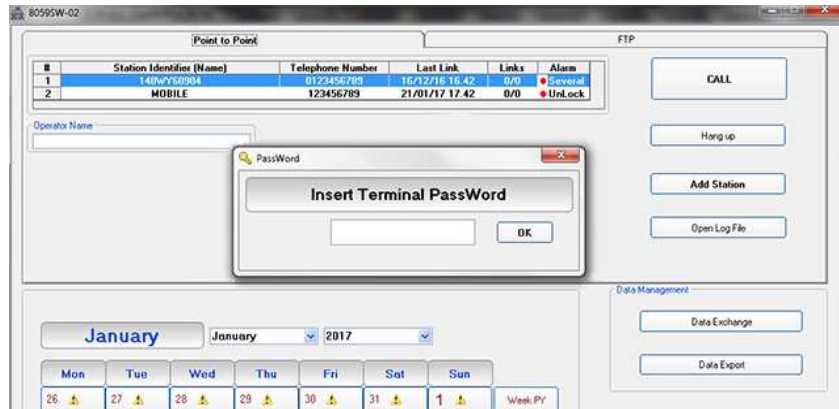 8059SW-02
Point to Point
FTP
# Station Identifier (Name) Telephone Number Last Link Links Alarm
1 140WY60904 0123456789 16/12/16 16.42 0/0 Several
2 MOBILE 123456789 21/01/17 17.42 0/0 UnLock
CALL
Operator Name
Hang up
PassWord
Insert Terminal PassWord
OK
Add Station
Open Log File
Data Management
January
January 2017
Data Exchange
Data Export
Mon Tue Wed Thu Fri Sat Sun
26 27 28 29 30 31 1 Week PY